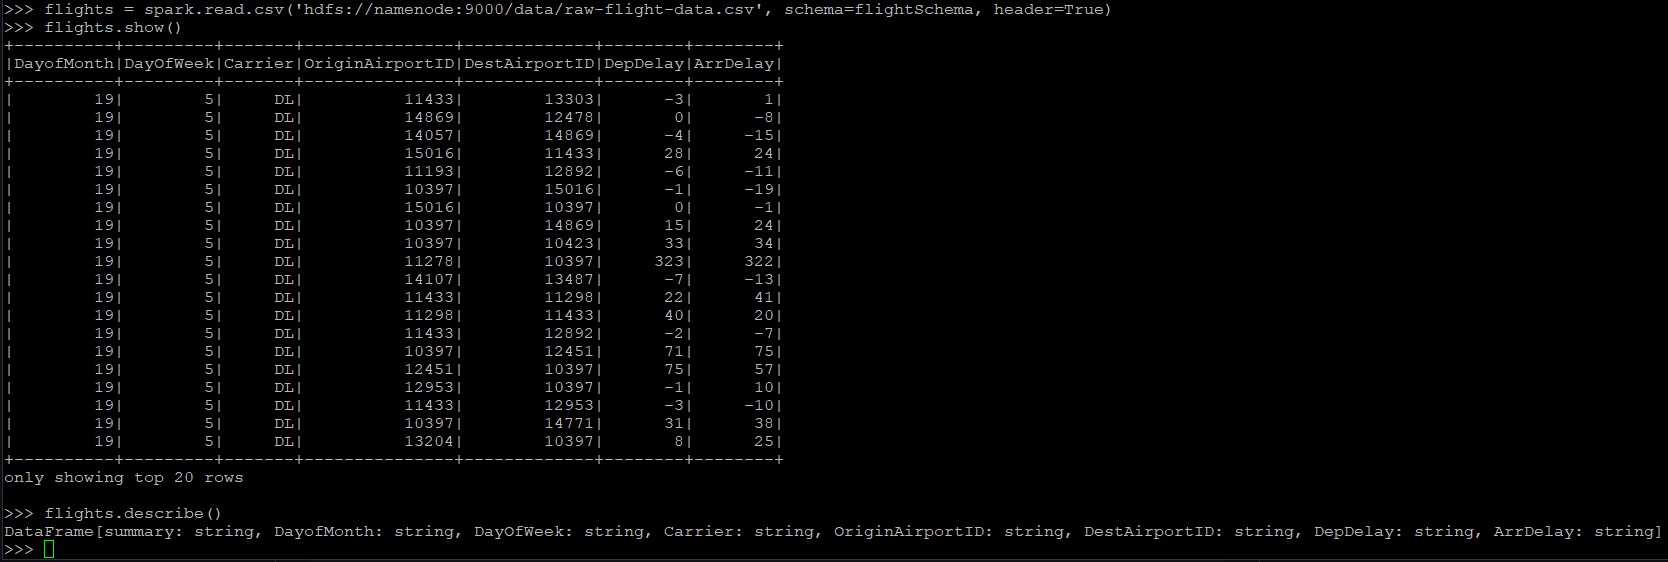 >>> flights = spark.read.csv('hdfs://namenode:9000/data/raw-flight-data.csv', schema=flightSchema, header=True)
>>> flights.show()
+----------+---------+-------+---------------+-------------+--------+--------+
|DayofMonth|DayOfWeek|Carrier|OriginAirportID|DestAirportID|DepDelay|ArrDelay|
+----------+---------+-------+---------------+-------------+--------+--------+
|        19|        5|     DL|          11433|        13303|      -3|       1|
|        19|        5|     DL|          14869|        12478|       0|      -8|
|        19|        5|     DL|          14057|        14869|      -4|     -15|
|        19|        5|     DL|          15016|        11433|      28|      24|
|        19|        5|     DL|          11193|        12892|      -6|     -11|
|        19|        5|     DL|          10397|        15016|      -1|     -19|
|        19|        5|     DL|          15016|        10397|       0|      -1|
|        19|        5|     DL|          10397|        14869|      15|      24|
|        19|        5|     DL|          10397|        10423|      33|      34|
|        19|        5|     DL|          11278|        10397|     323|     322|
|        19|        5|     DL|          14107|        13487|      -7|     -13|
|        19|        5|     DL|          11433|        11298|      22|      41|
|        19|        5|     DL|          11298|        11433|      40|      20|
|        19|        5|     DL|          11433|        12892|      -2|      -7|
|        19|        5|     DL|          10397|        12451|      71|      75|
|        19|        5|     DL|          12451|        10397|      75|      57|
|        19|        5|     DL|          12953|        10397|      -1|      10|
|        19|        5|     DL|          11433|        12953|      -3|     -10|
|        19|        5|     DL|          10397|        14771|      31|      38|
|        19|        5|     DL|          13204|        10397|       8|      25|
+----------+---------+-------+---------------+-------------+--------+--------+
only showing top 20 rows
>>> flights.describe()
DataFrame[summary: string, DayofMonth: string, DayOfWeek: string, Carrier: string, OriginAirportID: string, DestAirportID: string, DepDelay: string, ArrDelay: string]
>>>